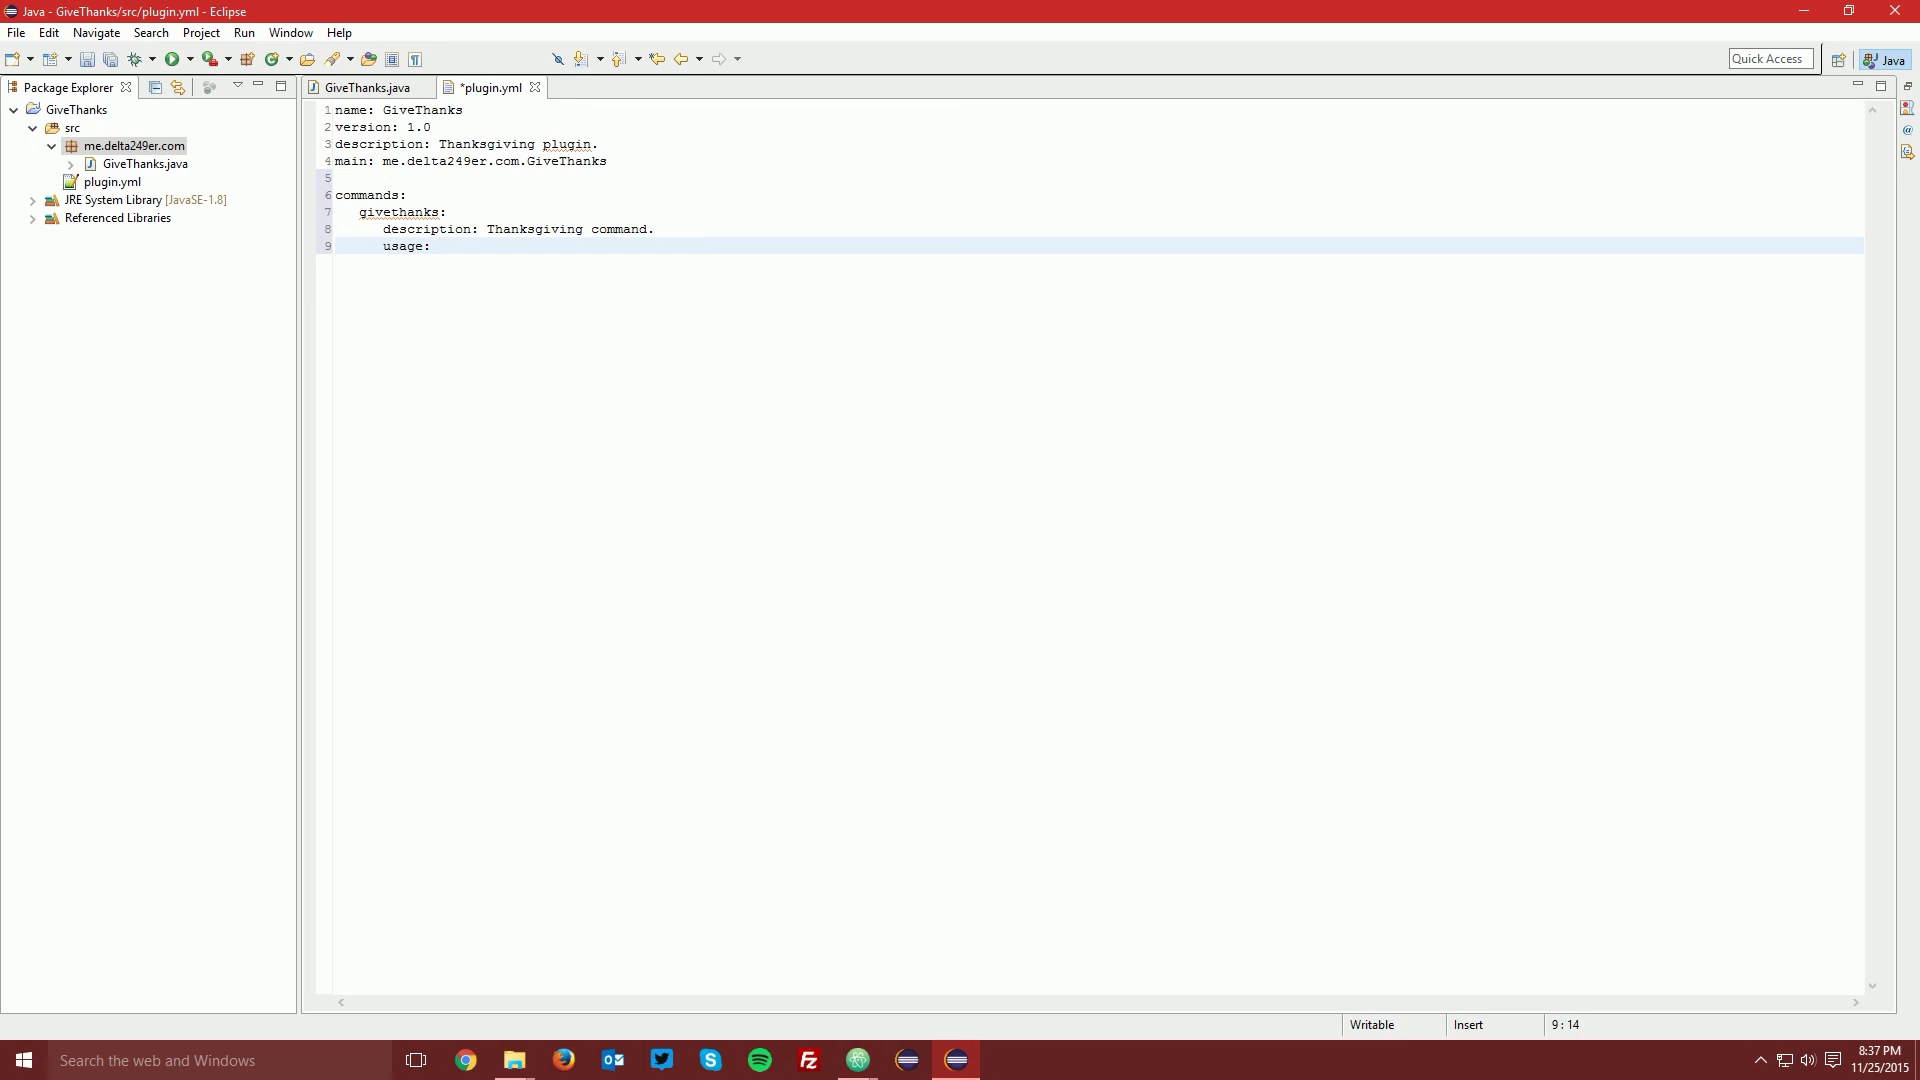 Java - GiveThanks/src/plugin.yml - Eclipse
File Edit Navigate Search Project Run Window Help
Quick Access
Java
Package Explorer
GiveThanks.java
*plugin.yml
GiveThanks
src
me.delta249er.com
GiveThanks.java
plugin.yml
JRE System Library [JavaSE-1.8]
Referenced Libraries
1 name: GiveThanks
2 version: 1.0
3 description: Thanksgiving plugin.
4 main: me.delta249er.com.GiveThanks
5
6 commands:
7 givethanks:
8 description: Thanksgiving command.
9 usage:
Writable
Insert
9 : 14
Search the web and Windows
8:37 PM
11/25/2015